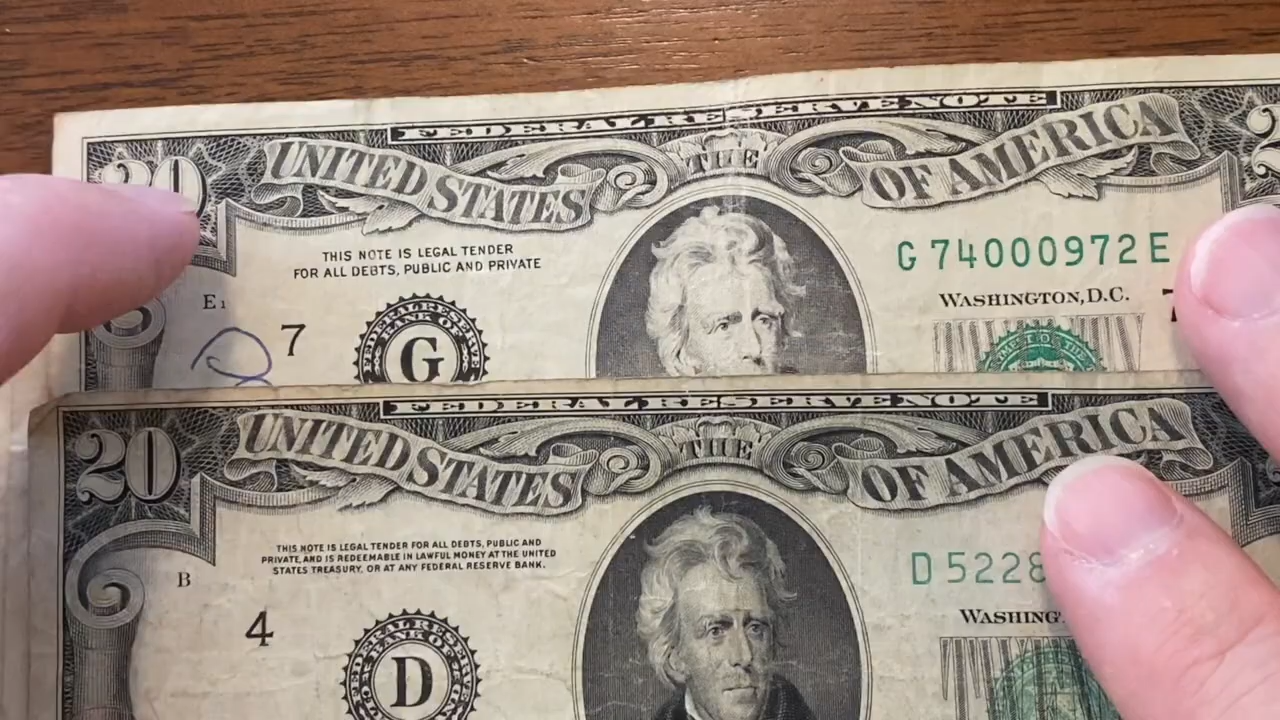 FEDERAL RESERVE NOTE
20
UNITED STATES
THE
OF AMERICA
THIS NOTE IS LEGAL TENDER
FOR ALL DEBTS, PUBLIC AND PRIVATE
G 74000972 E
WASHINGTON, D.C.
E1
7
G
FEDERAL RESERVE NOTE
20
UNITED STATES
THE
OF AMERICA
THIS NOTE IS LEGAL TENDER FOR ALL DEBTS, PUBLIC AND
PRIVATE, AND IS REDEEMABLE IN LAWFUL MONEY AT THE UNITED
STATES TREASURY, OR AT ANY FEDERAL RESERVE BANK.
D 5228
B
4
D